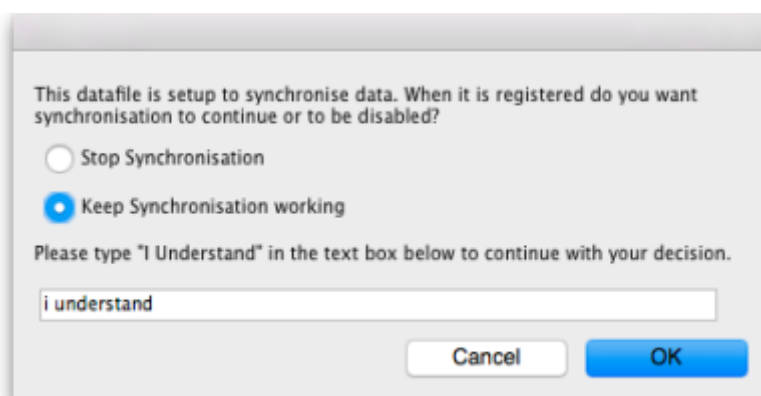 This datafile is setup to synchronise data. When it is registered do you want
synchronisation to continue or to be disabled?
Stop Synchronisation
Keep Synchronisation working
Please type "I Understand" in the text box below to continue with your decision.
i understand
Cancel OK